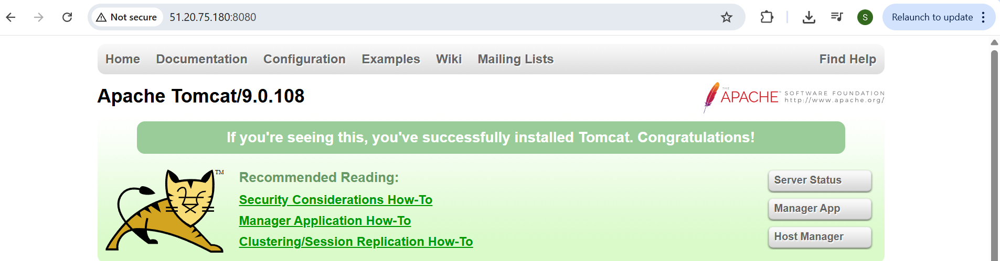 Not secure 51.20.75.180:8080 S Relaunch to update
Home Documentation Configuration Examples Wiki Mailing Lists Find Help
Apache Tomcat/9.0.108
THE
APACHE™ SOFTWARE FOUNDATION
http://www.apache.org/
If you're seeing this, you've successfully installed Tomcat. Congratulations!
TM
Recommended Reading:
Security Considerations How-To
Manager Application How-To
Clustering/Session Replication How-To
Server Status
Manager App
Host Manager